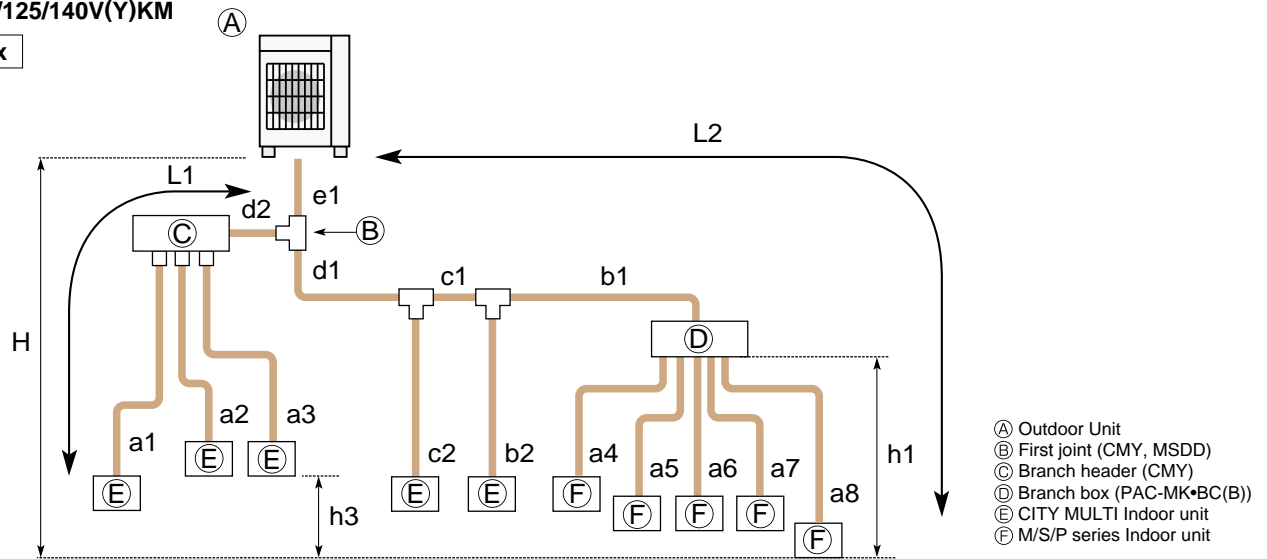 /125/140V(Y)KM
x
Ⓐ
L2
L1
e1
d2
Ⓒ
Ⓑ
d1
c1
b1
H
Ⓓ
a1
a2
a3
c2
b2
a4
a5
a6
a7
a8
h1
Ⓔ
Ⓔ
Ⓔ
Ⓔ
Ⓔ
Ⓕ
Ⓕ
Ⓕ
Ⓕ
Ⓕ
h3
Ⓐ Outdoor Unit
Ⓑ First joint (CMY, MSDD)
Ⓒ Branch header (CMY)
Ⓓ Branch box (PAC-MK•BC(B))
Ⓔ CITY MULTI Indoor unit
Ⓕ M/S/P series Indoor unit